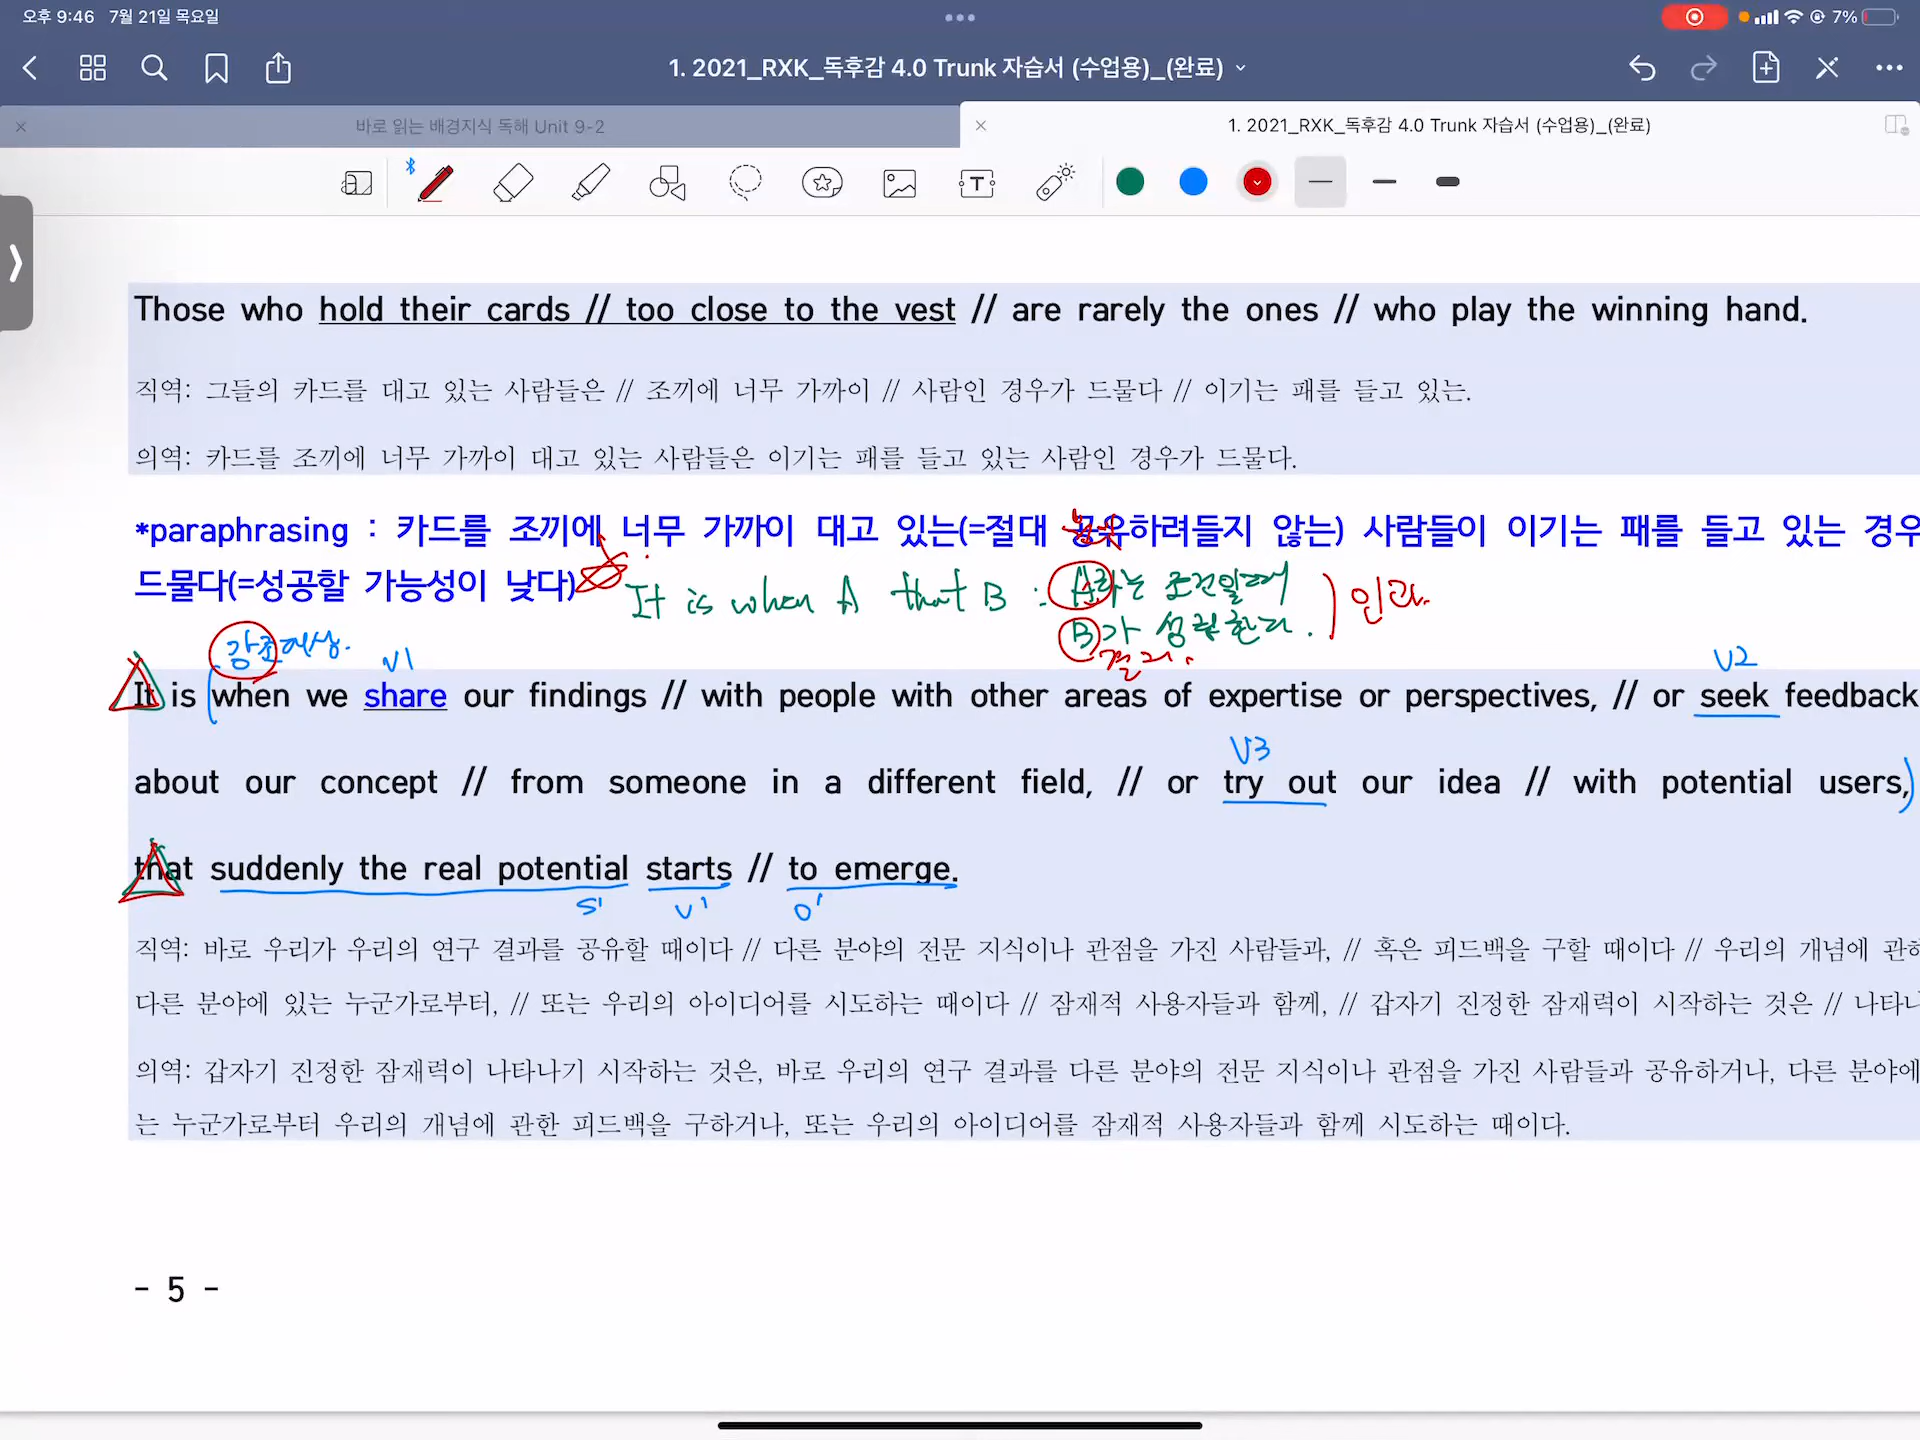 오후 9:46 7월 21일 목요일
7%
1. 2021_RXK_독후감 4.0 Trunk 자습서 (수업용)_(완료)
바로 읽는 배경지식 독해 Unit 9-2
1. 2021_RXK_독후감 4.0 Trunk 자습서 (수업용)_(완료)
Those who hold their cards // too close to the vest // are rarely the ones // who play the winning hand.
직역: 그들의 카드를 대고 있는 사람들은 // 조끼에 너무 가까이 // 사람인 경우가 드물다 // 이기는 패를 들고 있는.
의역: 카드를 조끼에 너무 가까이 대고 있는 사람들은 이기는 패를 들고 있는 사람인 경우가 드물다.
*paraphrasing : 카드를 조끼에 너무 가까이 대고 있는(=절대 공유하려들지 않는) 사람들이 이기는 패를 들고 있는 경우
드물다(=성공할 가능성이 낮다)
It is when A that B : A라는 조건일 때
B가 성립한다.
인과.
강조대상.
V1
V2
It is when we share our findings // with people with other areas of expertise or perspectives, // or seek feedback
V3
about our concept // from someone in a different field, // or try out our idea // with potential users,
that suddenly the real potential starts // to emerge.
S' V' O'
직역: 바로 우리가 우리의 연구 결과를 공유할 때이다 // 다른 분야의 전문 지식이나 관점을 가진 사람들과, // 혹은 피드백을 구할 때이다 // 우리의 개념에 관하
다른 분야에 있는 누군가로부터, // 또는 우리의 아이디어를 시도하는 때이다 // 잠재적 사용자들과 함께, // 갑자기 진정한 잠재력이 시작하는 것은 // 나타나
의역: 갑자기 진정한 잠재력이 나타나기 시작하는 것은, 바로 우리의 연구 결과를 다른 분야의 전문 지식이나 관점을 가진 사람들과 공유하거나, 다른 분야에
는 누군가로부터 우리의 개념에 관한 피드백을 구하거나, 또는 우리의 아이디어를 잠재적 사용자들과 함께 시도하는 때이다.
- 5 -